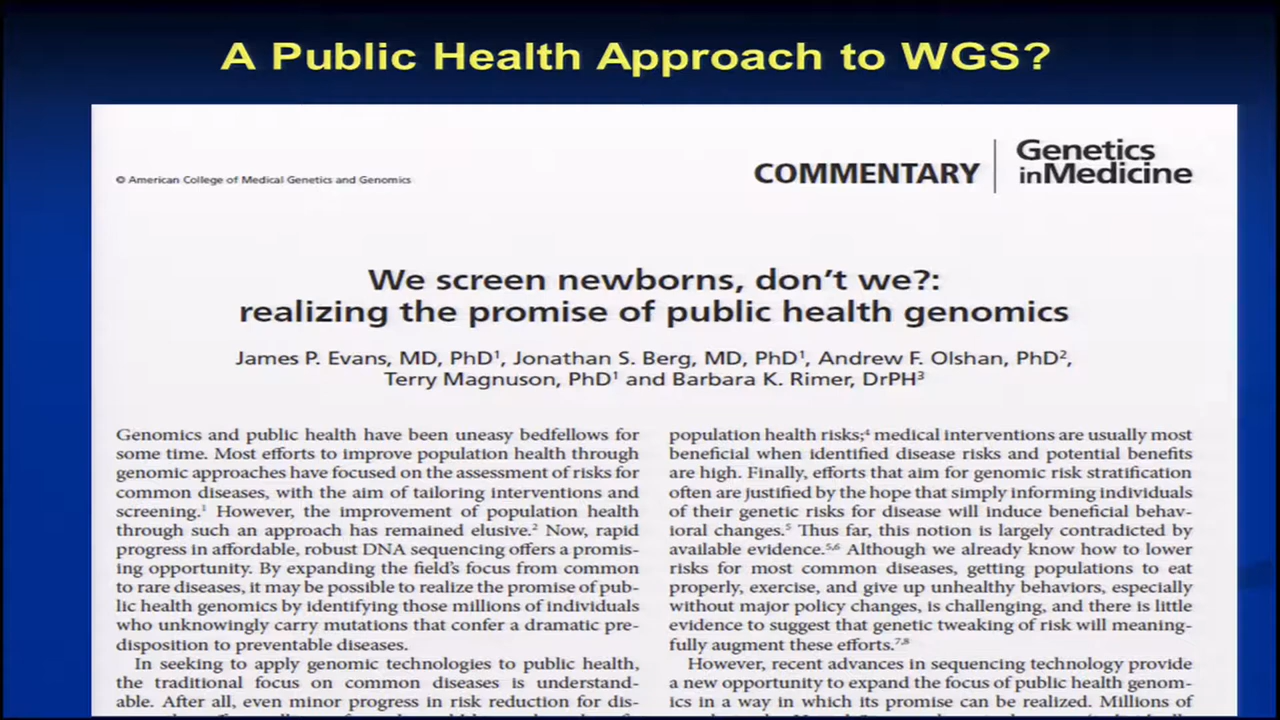 A Public Health Approach to WGS?
© American College of Medical Genetics and Genomics
COMMENTARY
Genetics
inMedicine
We screen newborns, don't we?:
realizing the promise of public health genomics
James P. Evans, MD, PhD¹, Jonathan S. Berg, MD, PhD¹, Andrew F. Olshan, PhD²,
Terry Magnuson, PhD¹ and Barbara K. Rimer, DrPH³
Genomics and public health have been uneasy bedfellows for
some time. Most efforts to improve population health through
genomic approaches have focused on the assessment of risks for
common diseases, with the aim of tailoring interventions and
screening.¹ However, the improvement of population health
through such an approach has remained elusive.² Now, rapid
progress in affordable, robust DNA sequencing offers a promis-
ing opportunity. By expanding the field's focus from common
to rare diseases, it may be possible to realize the promise of pub-
lic health genomics by identifying those millions of individuals
who unknowingly carry mutations that confer a dramatic pre-
disposition to preventable diseases.
In seeking to apply genomic technologies to public health,
the traditional focus on common diseases is understand-
able. After all, even minor progress in risk reduction for dis-
population health risks;⁴ medical interventions are usually most
beneficial when identified disease risks and potential benefits
are high. Finally, efforts that aim for genomic risk stratification
often are justified by the hope that simply informing individuals
of their genetic risks for disease will induce beneficial behav-
ioral changes.⁵ Thus far, this notion is largely contradicted by
available evidence.⁵,⁶ Although we already know how to lower
risks for most common diseases, getting populations to eat
properly, exercise, and give up unhealthy behaviors, especially
without major policy changes, is challenging, and there is little
evidence to suggest that genetic tweaking of risk will meaning-
fully augment these efforts.⁷,⁸
However, recent advances in sequencing technology provide
a new opportunity to expand the focus of public health genom-
ics in a way in which its promise can be realized. Millions of